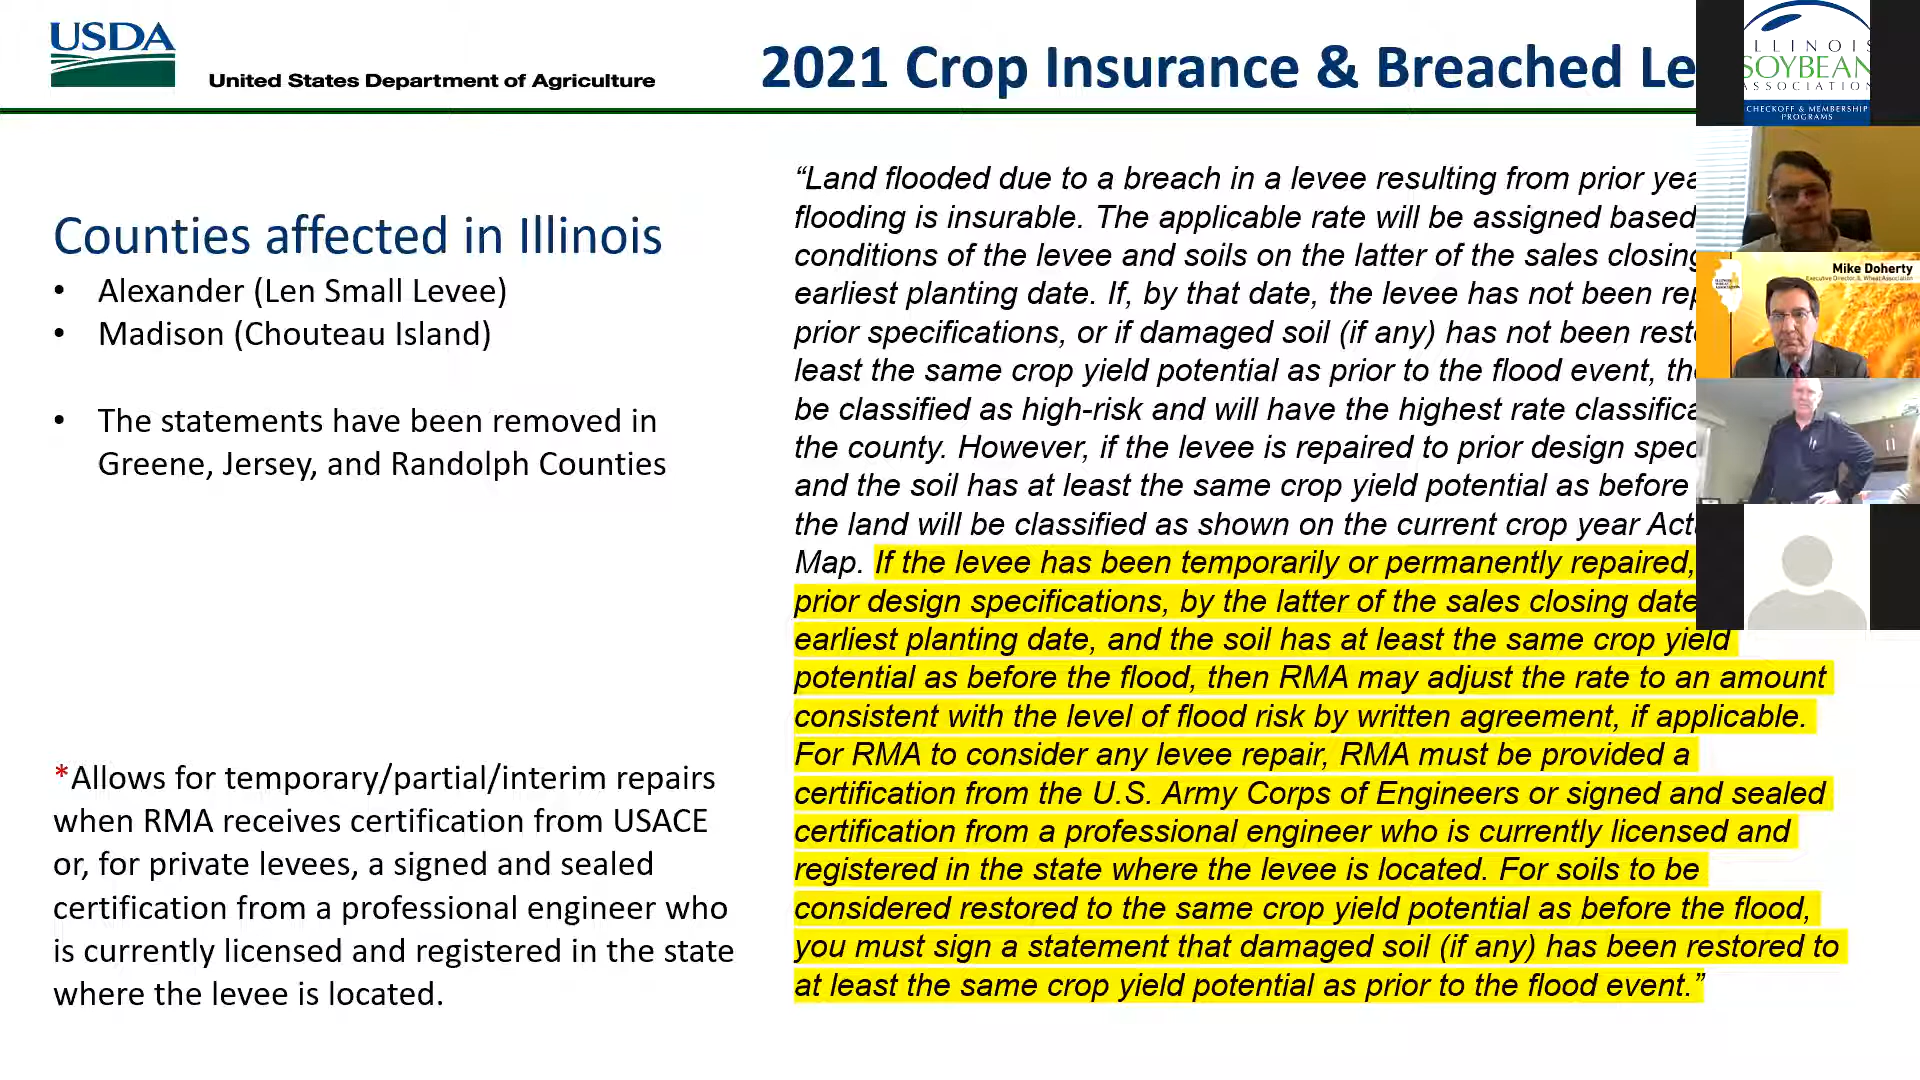 USDA
United States Department of Agriculture
2021 Crop Insurance & Breached Le
ILLINOIS
SOYBEAN
ASSOCIATION
CHECKOFF & MEMBERSHIP
PROGRAMS
Counties affected in Illinois
• Alexander (Len Small Levee)
• Madison (Chouteau Island)
• The statements have been removed in
Greene, Jersey, and Randolph Counties
*Allows for temporary/partial/interim repairs
when RMA receives certification from USACE
or, for private levees, a signed and sealed
certification from a professional engineer who
is currently licensed and registered in the state
where the levee is located.
“Land flooded due to a breach in a levee resulting from prior yea
flooding is insurable. The applicable rate will be assigned based
conditions of the levee and soils on the latter of the sales closing
earliest planting date. If, by that date, the levee has not been rep
prior specifications, or if damaged soil (if any) has not been rest
least the same crop yield potential as prior to the flood event, th
be classified as high-risk and will have the highest rate classifica
the county. However, if the levee is repaired to prior design spec
and the soil has at least the same crop yield potential as before
the land will be classified as shown on the current crop year Act
Map. If the levee has been temporarily or permanently repaired,
prior design specifications, by the latter of the sales closing date
earliest planting date, and the soil has at least the same crop yield
potential as before the flood, then RMA may adjust the rate to an amount
consistent with the level of flood risk by written agreement, if applicable.
For RMA to consider any levee repair, RMA must be provided a
certification from the U.S. Army Corps of Engineers or signed and sealed
certification from a professional engineer who is currently licensed and
registered in the state where the levee is located. For soils to be
considered restored to the same crop yield potential as before the flood,
you must sign a statement that damaged soil (if any) has been restored to
at least the same crop yield potential as prior to the flood event.”
Mike Doherty
Executive Director, IL Wheat Association